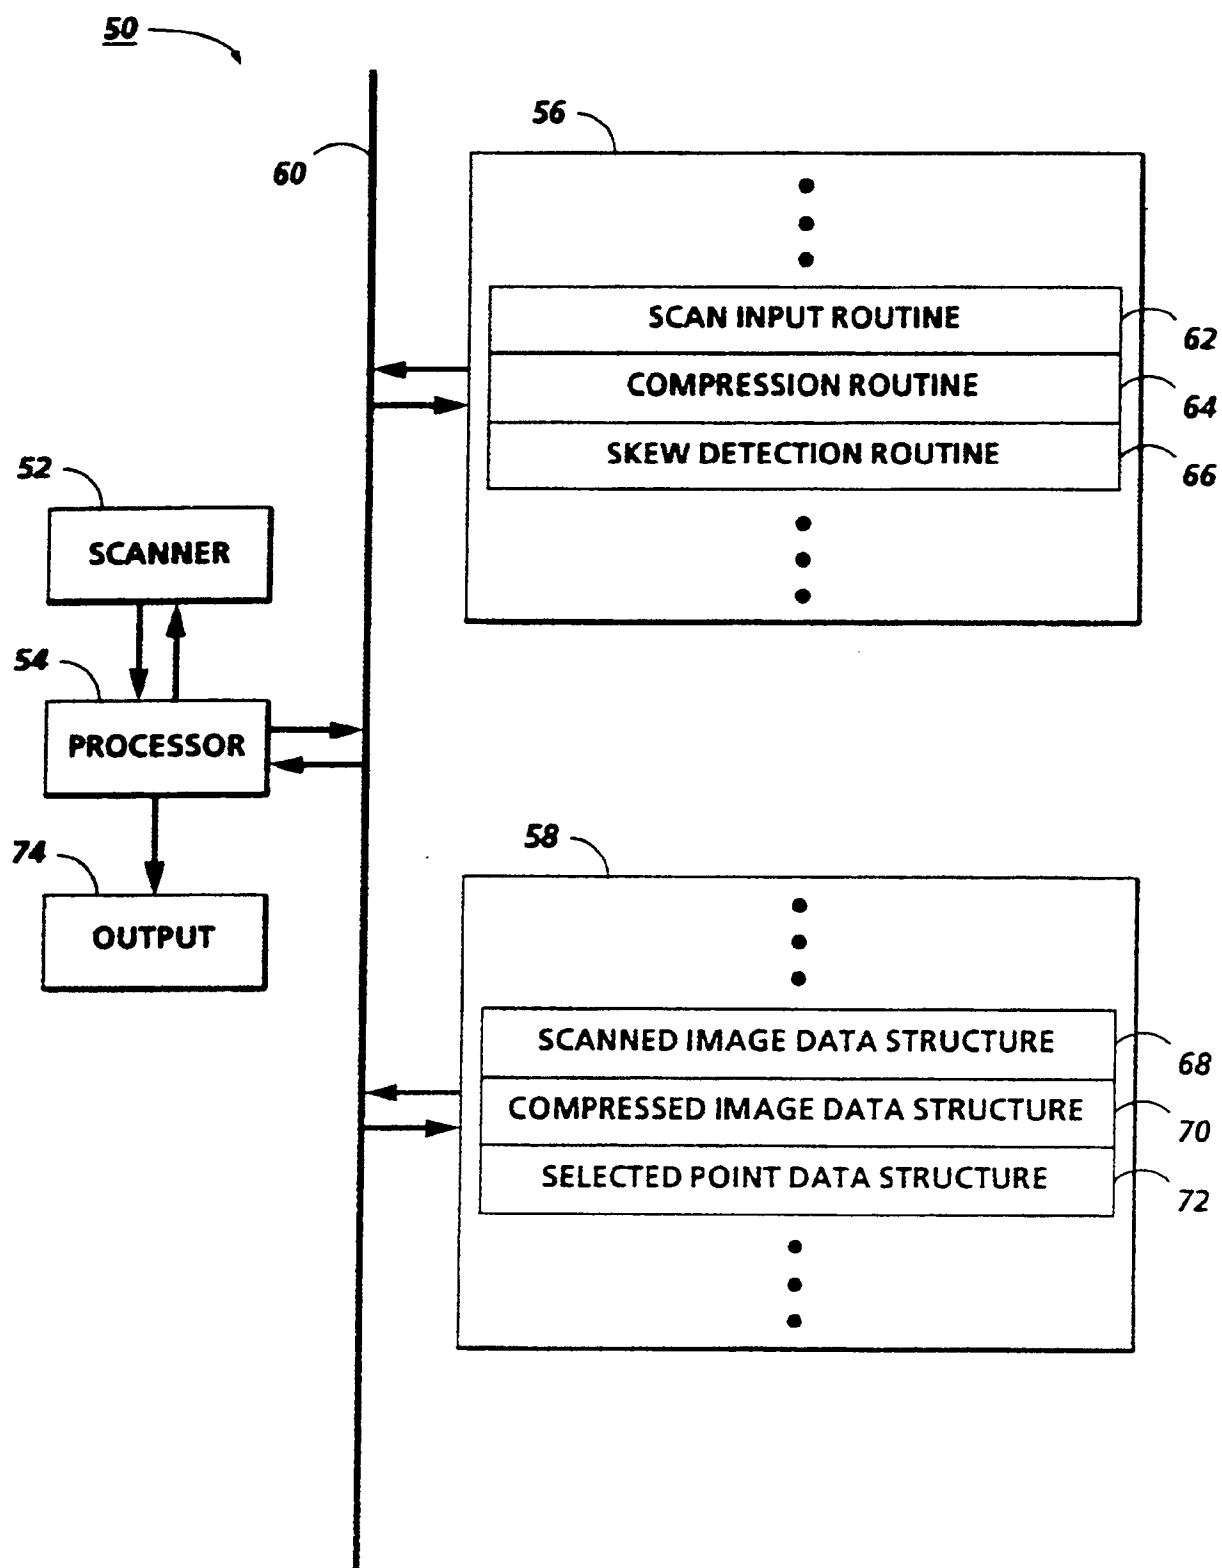 50
56
60
SCAN INPUT ROUTINE
62
COMPRESSION ROUTINE
64
SKEW DETECTION ROUTINE
66
52
SCANNER
54
PROCESSOR
74
OUTPUT
58
SCANNED IMAGE DATA STRUCTURE
68
COMPRESSED IMAGE DATA STRUCTURE
70
SELECTED POINT DATA STRUCTURE
72